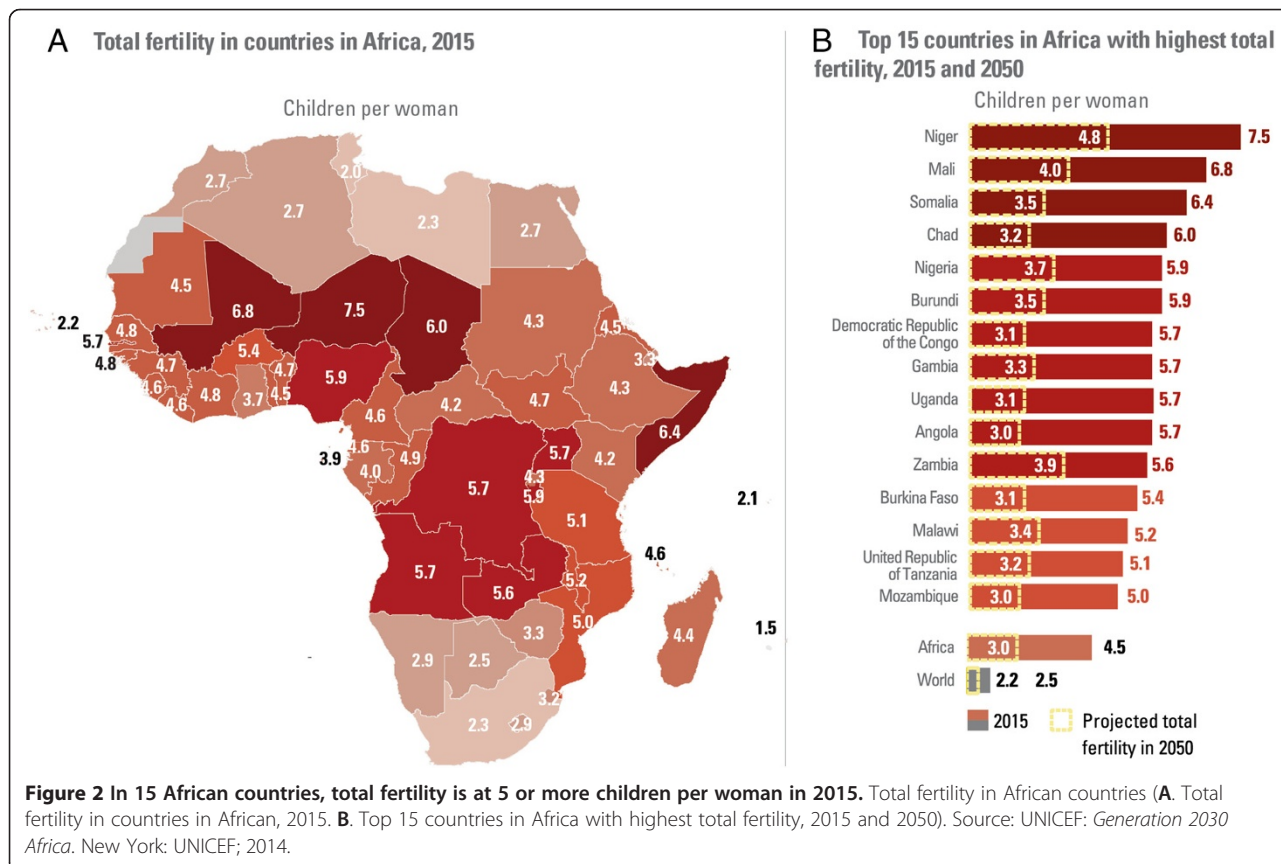 A Total fertility in countries in Africa, 2015
Children per woman
2.7
2.7
2.0
2.3
2.7
4.5
6.8
7.5
6.0
4.3
4.5
3.3
4.3
2.2
5.7
4.8
4.8
4.7
4.6
4.6
4.8
5.4
3.7
4.7
4.5
5.9
4.6
4.2
4.7
6.4
3.9
4.6
4.0
4.9
5.7
5.7
4.3
5.9
4.2
5.1
2.1
4.6
5.7
5.6
5.2
5.0
3.3
4.4
1.5
2.9
2.5
3.2
2.3
2.9
B Top 15 countries in Africa with highest total
fertility, 2015 and 2050
Children per woman
Niger 4.8 7.5
Mali 4.0 6.8
Somalia 3.5 6.4
Chad 3.2 6.0
Nigeria 3.7 5.9
Burundi 3.5 5.9
Democratic Republic
of the Congo 3.1 5.7
Gambia 3.3 5.7
Uganda 3.1 5.7
Angola 3.0 5.7
Zambia 3.9 5.6
Burkina Faso 3.1 5.4
Malawi 3.4 5.2
United Republic
of Tanzania 3.2 5.1
Mozambique 3.0 5.0
Africa 3.0 4.5
World 2.2 2.5
2015 Projected total
fertility in 2050
Figure 2 In 15 African countries, total fertility is at 5 or more children per woman in 2015. Total fertility in African countries (A. Total
fertility in countries in African, 2015. B. Top 15 countries in Africa with highest total fertility, 2015 and 2050). Source: UNICEF: Generation 2030
Africa. New York: UNICEF; 2014.